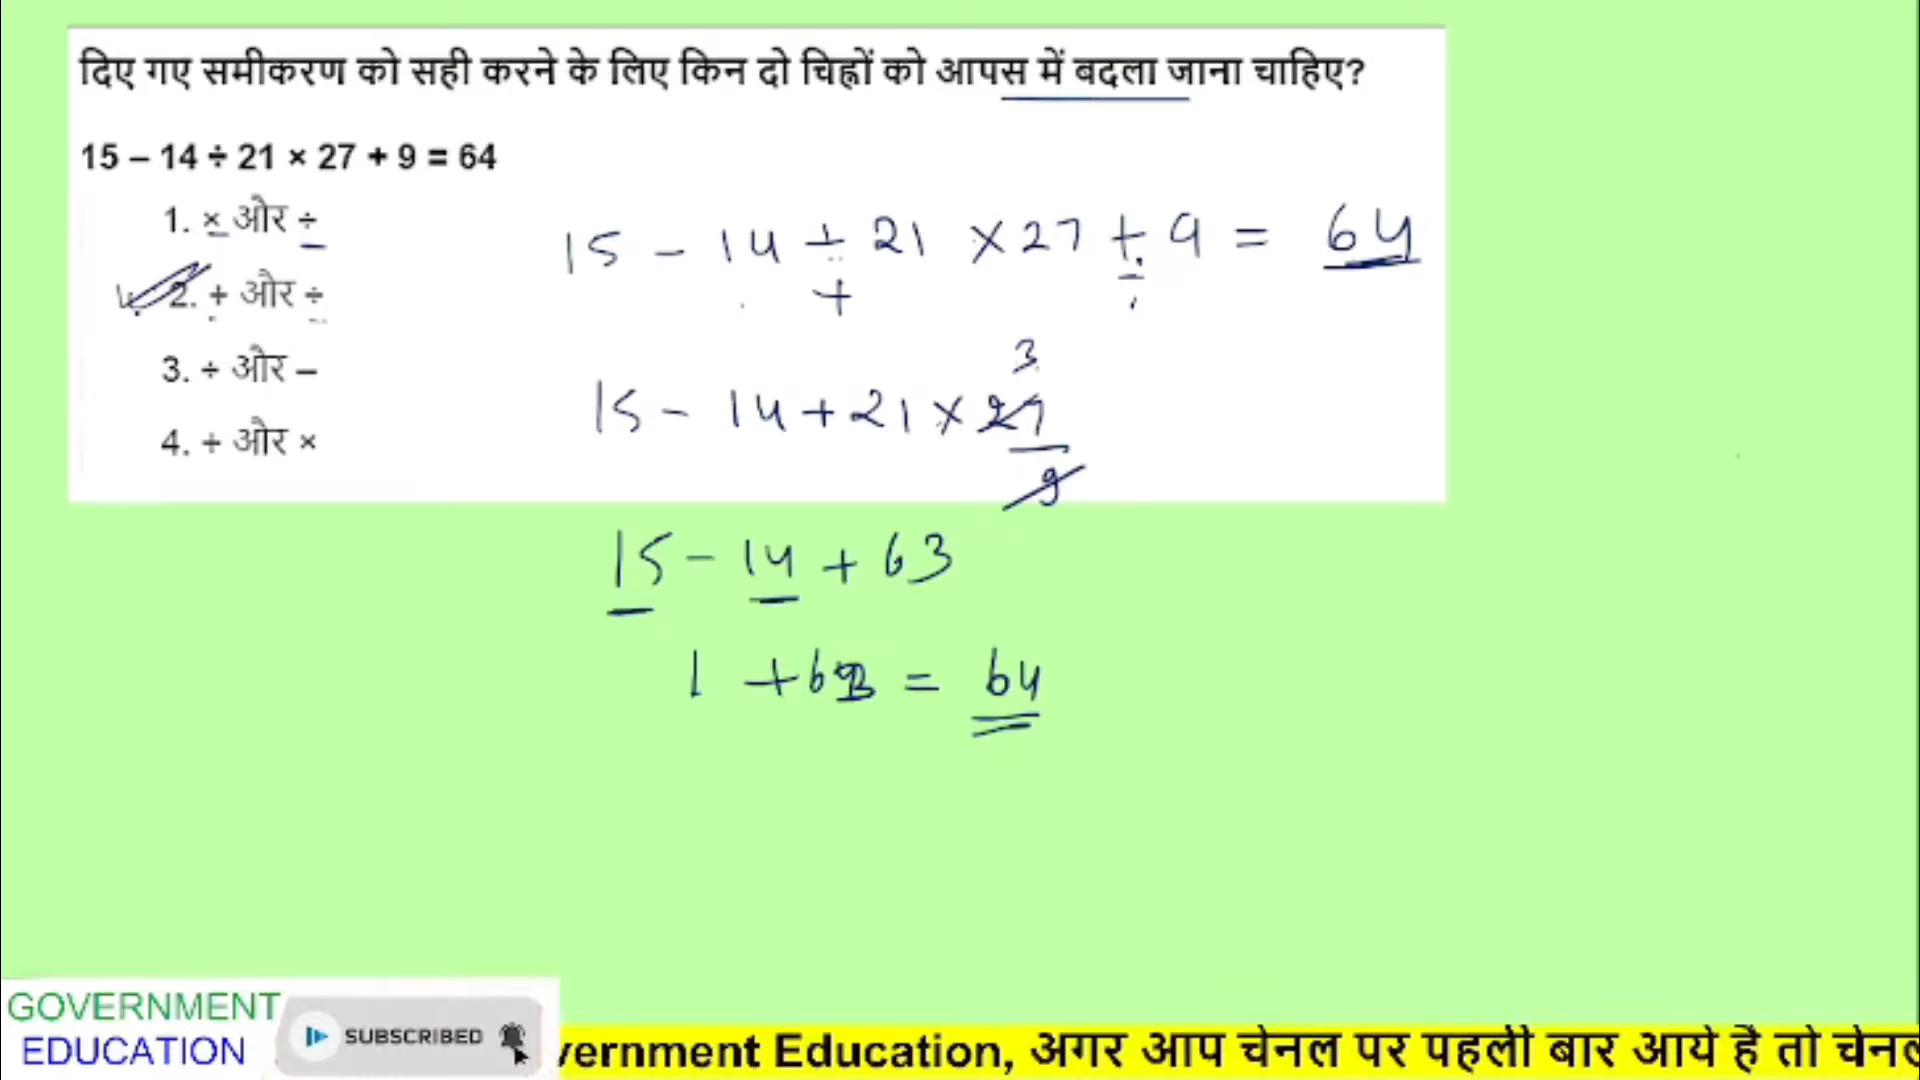 दिए गए समीकरण को सही करने के लिए किन दो चिह्नों को आपस में बदला जाना चाहिए?
15 – 14 ÷ 21 × 27 + 9 = 64
1. × और ÷
2. + और ÷
3. ÷ और –
4. + और ×
15 - 14 ÷ 21 × 27 + 9 = 64
+ ÷
3
15 - 14 + 21 × 27
9
15 - 14 + 63
1 + 63 = 64
GOVERNMENT
EDUCATION
SUBSCRIBED
vernment Education, अगर आप चेनल पर पहली बार आये हैं तो चेनल